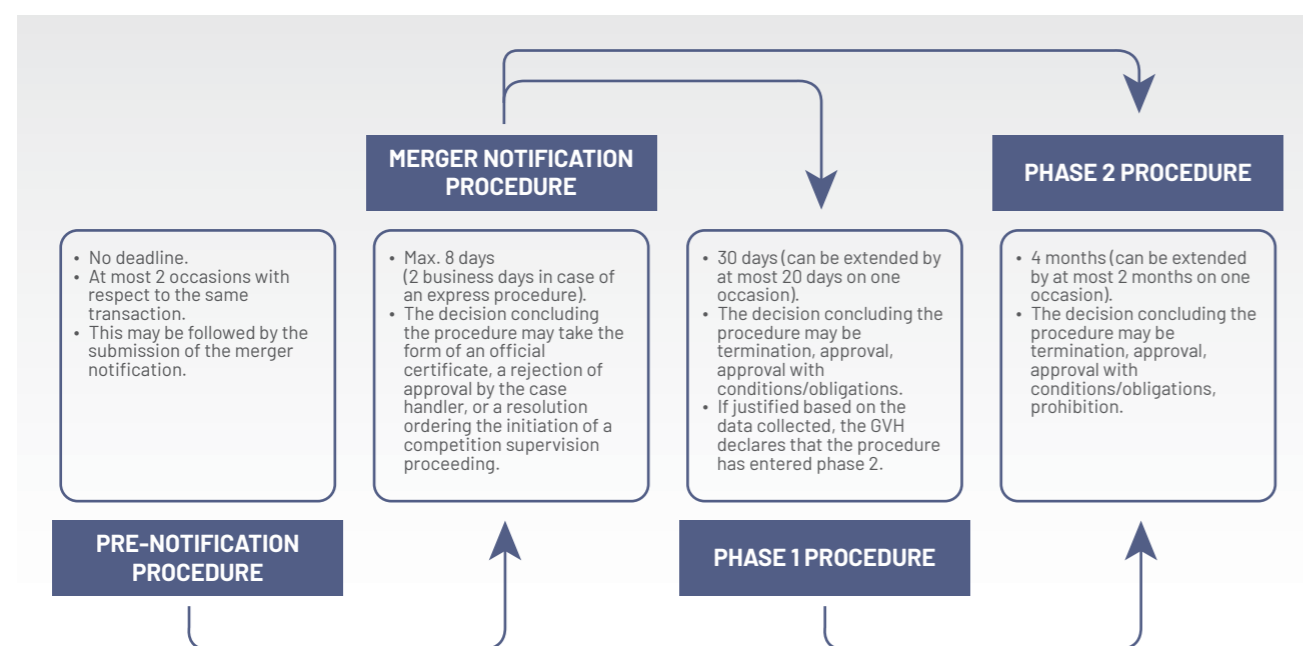 MERGER NOTIFICATION
PROCEDURE
PHASE 2 PROCEDURE
• No deadline.
• At most 2 occasions with
respect to the same
transaction.
• This may be followed by the
submission of the merger
notification.
• Max. 8 days
(2 business days in case of
an express procedure).
• The decision concluding
the procedure may take the
form of an official
certificate, a rejection of
approval by the case
handler, or a resolution
ordering the initiation of a
competition supervision
proceeding.
• 30 days (can be extended by
at most 20 days on one
occasion).
• The decision concluding the
procedure may be
termination, approval,
approval with
conditions/obligations.
• If justified based on the
data collected, the GVH
declares that the procedure
has entered phase 2.
• 4 months (can be extended
by at most 2 months on one
occasion).
• The decision concluding the
procedure may be
termination, approval,
approval with
conditions/obligations,
prohibition.
PRE-NOTIFICATION
PROCEDURE
PHASE 1 PROCEDURE